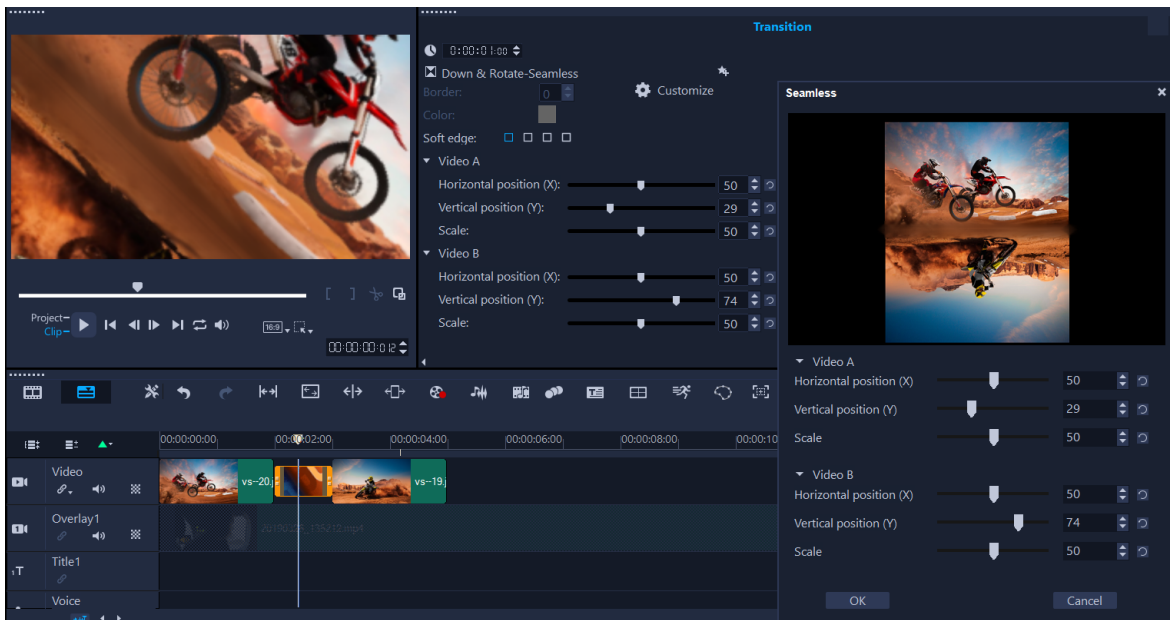 Transition
0:00:01:00
Down & Rotate-Seamless
Border: 0
Customize
Color:
Soft edge:
Video A
Horizontal position (X): 50
Vertical position (Y): 29
Scale: 50
Video B
Horizontal position (X): 50
Vertical position (Y): 74
Scale: 50
Project-
Clip-
16:9
00:00:00:012
Seamless
Video A
Horizontal position (X) 50
Vertical position (Y) 29
Scale 50
Video B
Horizontal position (X) 50
Vertical position (Y) 74
Scale 50
OK Cancel
00:00:00:00 00:00:02:00 00:00:04:00 00:00:06:00 00:00:08:00 00:00:10
Video
vs--20.j
vs--19.j
Overlay1
Title1
Voice